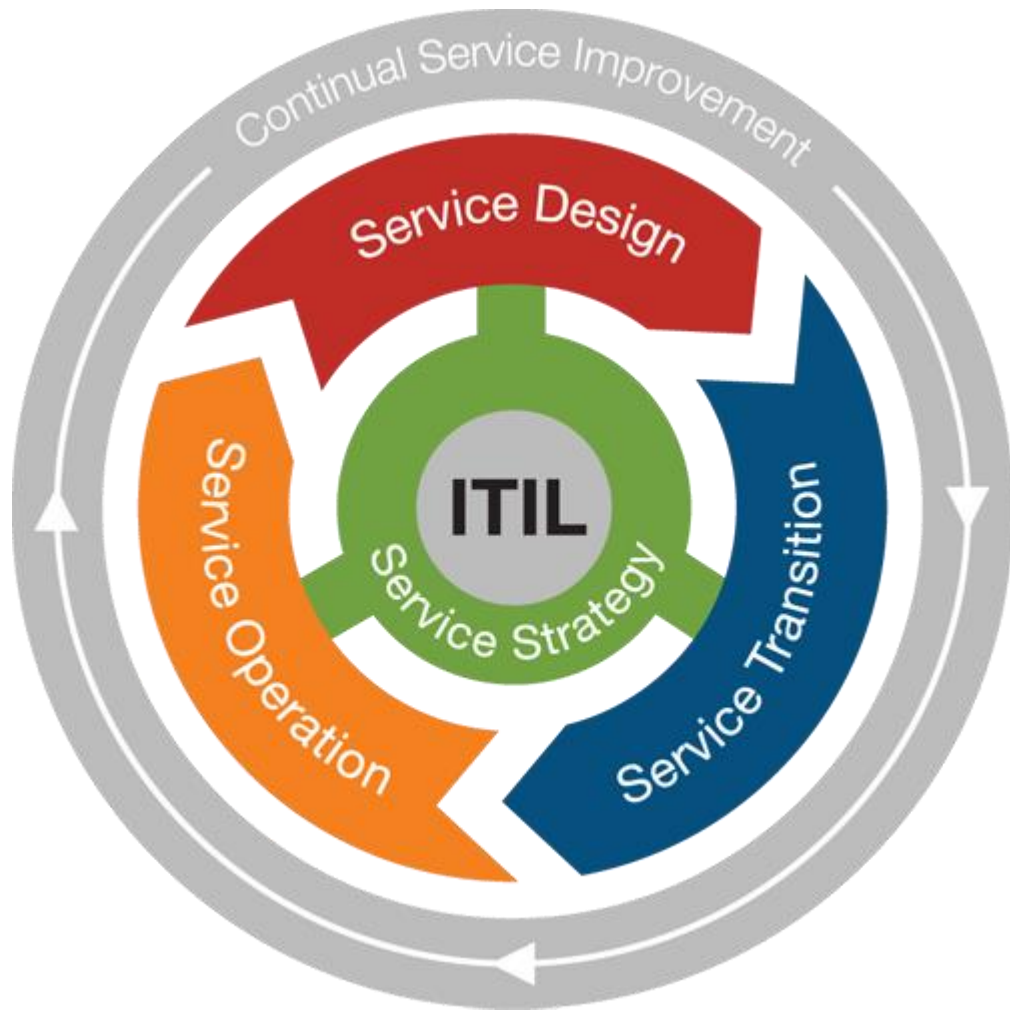 Continual Service Improvement
Service Design
Service Transition
Service Operation
ITIL
Service Strategy